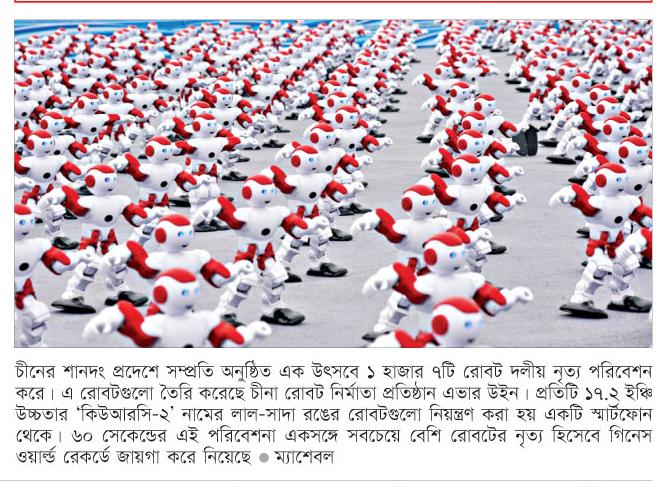 চীনের শানদং প্রদেশে সম্প্রতি অনুষ্ঠিত এক উৎসবে ১ হাজার ৭টি রোবট দলীয় নৃত্য পরিবেশন
করে। এ রোবটগুলো তৈরি করেছে চীনা রোবট নির্মাতা প্রতিষ্ঠান এভার উইন। প্রতিটি ১৭.২ ইঞ্চি
উচ্চতার ‘কিউআরসি-২’ নামের লাল-সাদা রঙের রোবটগুলো নিয়ন্ত্রণ করা হয় একটি স্মার্টফোন
থেকে। ৬০ সেকেন্ডের এই পরিবেশনা একসঙ্গে সবচেয়ে বেশি রোবটের নৃত্য হিসেবে গিনেস
ওয়ার্ল্ড রেকর্ডে জায়গা করে নিয়েছে ● ম্যাশেবল